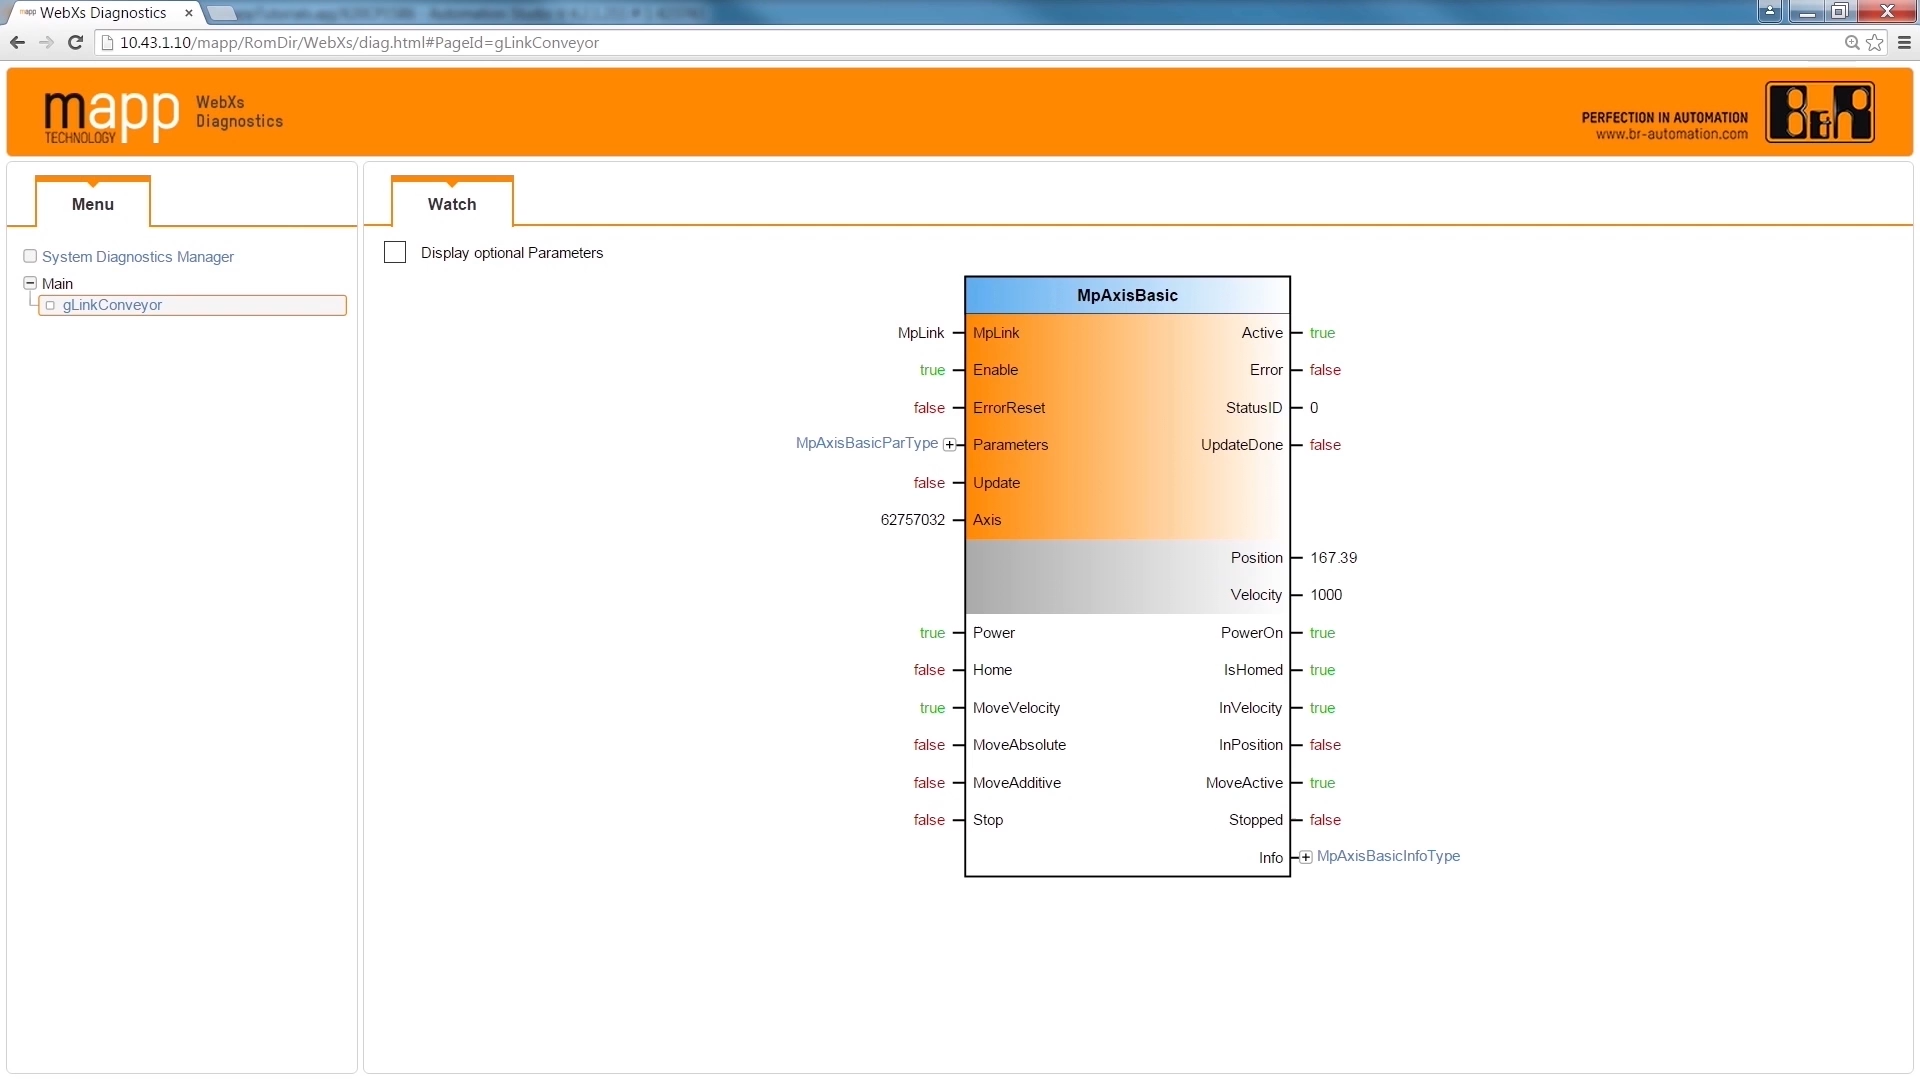 mapp WebXs Diagnostics
10.43.1.10/mapp/RomDir/WebXs/diag.html#PageId=gLinkConveyor
mapp
TECHNOLOGY
WebXs
Diagnostics
PERFECTION IN AUTOMATION
www.br-automation.com
B&R
Menu
System Diagnostics Manager
Main
gLinkConveyor
Watch
Display optional Parameters
MpAxisBasic
MpLink MpLink Active true
true Enable Error false
false ErrorReset StatusID 0
MpAxisBasicParType Parameters UpdateDone false
false Update
62757032 Axis
Position 167.39
Velocity 1000
true Power PowerOn true
false Home IsHomed true
true MoveVelocity InVelocity true
false MoveAbsolute InPosition false
false MoveAdditive MoveActive true
false Stop Stopped false
Info MpAxisBasicInfoType